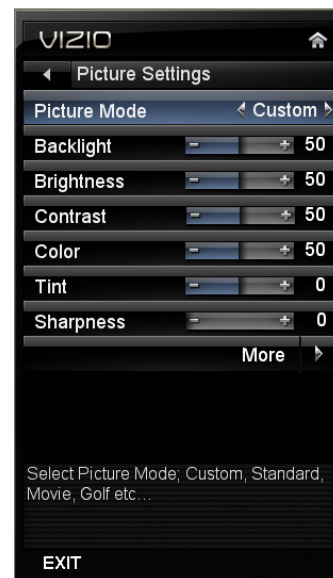 VIZIO
Picture Settings
Picture Mode Custom
Backlight - + 50
Brightness - + 50
Contrast - + 50
Color - + 50
Tint - + 0
Sharpness - + 0
More
Select Picture Mode; Custom, Standard,
Movie, Golf etc...
EXIT